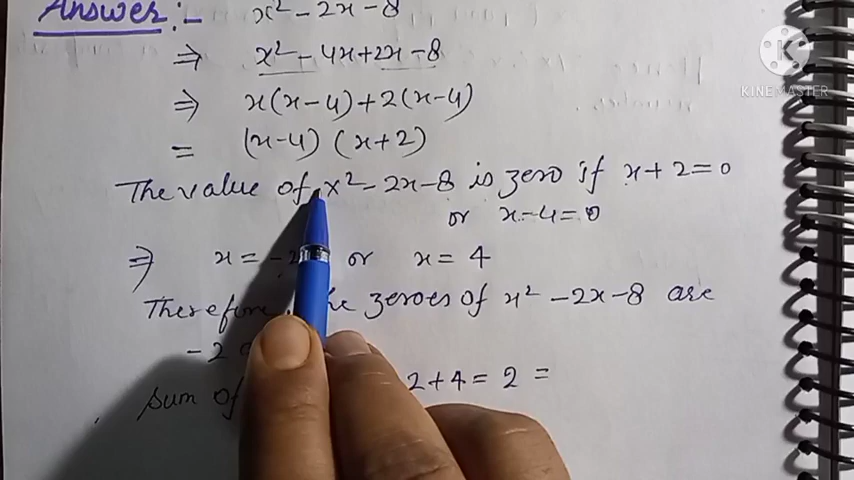 Answer:- x² - 2x - 8
⇒ x² - 4x + 2x - 8
⇒ x(x-4) + 2(x-4)
= (x-4) (x+2)
KINEMASTER
The value of x² - 2x - 8 is zero if x + 2 = 0
or x - 4 = 0
⇒ x = -2 or x = 4
Therefore the zeroes of x² - 2x - 8 are
- 2
Sum of 2 + 4 = 2 =